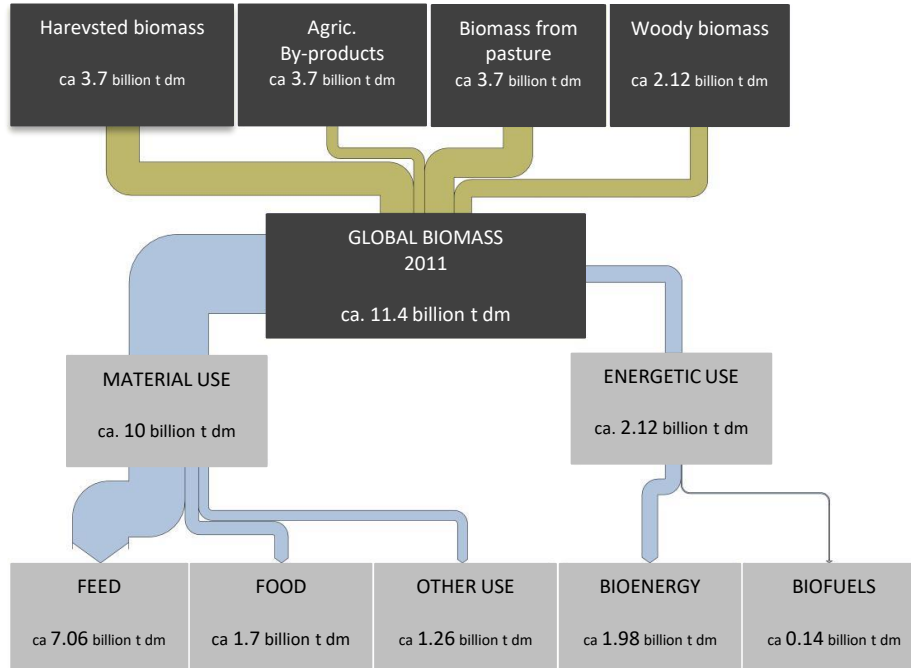 Harevsted biomass
ca 3.7 billion t dm
Agric.
By-products
ca 3.7 billion t dm
Biomass from
pasture
ca 3.7 billion t dm
Woody biomass
ca 2.12 billion t dm
GLOBAL BIOMASS
2011
ca. 11.4 billion t dm
MATERIAL USE
ca. 10 billion t dm
ENERGETIC USE
ca. 2.12 billion t dm
FEED
ca 7.06 billion t dm
FOOD
ca 1.7 billion t dm
OTHER USE
ca 1.26 billion t dm
BIOENERGY
ca 1.98 billion t dm
BIOFUELS
ca 0.14 billion t dm